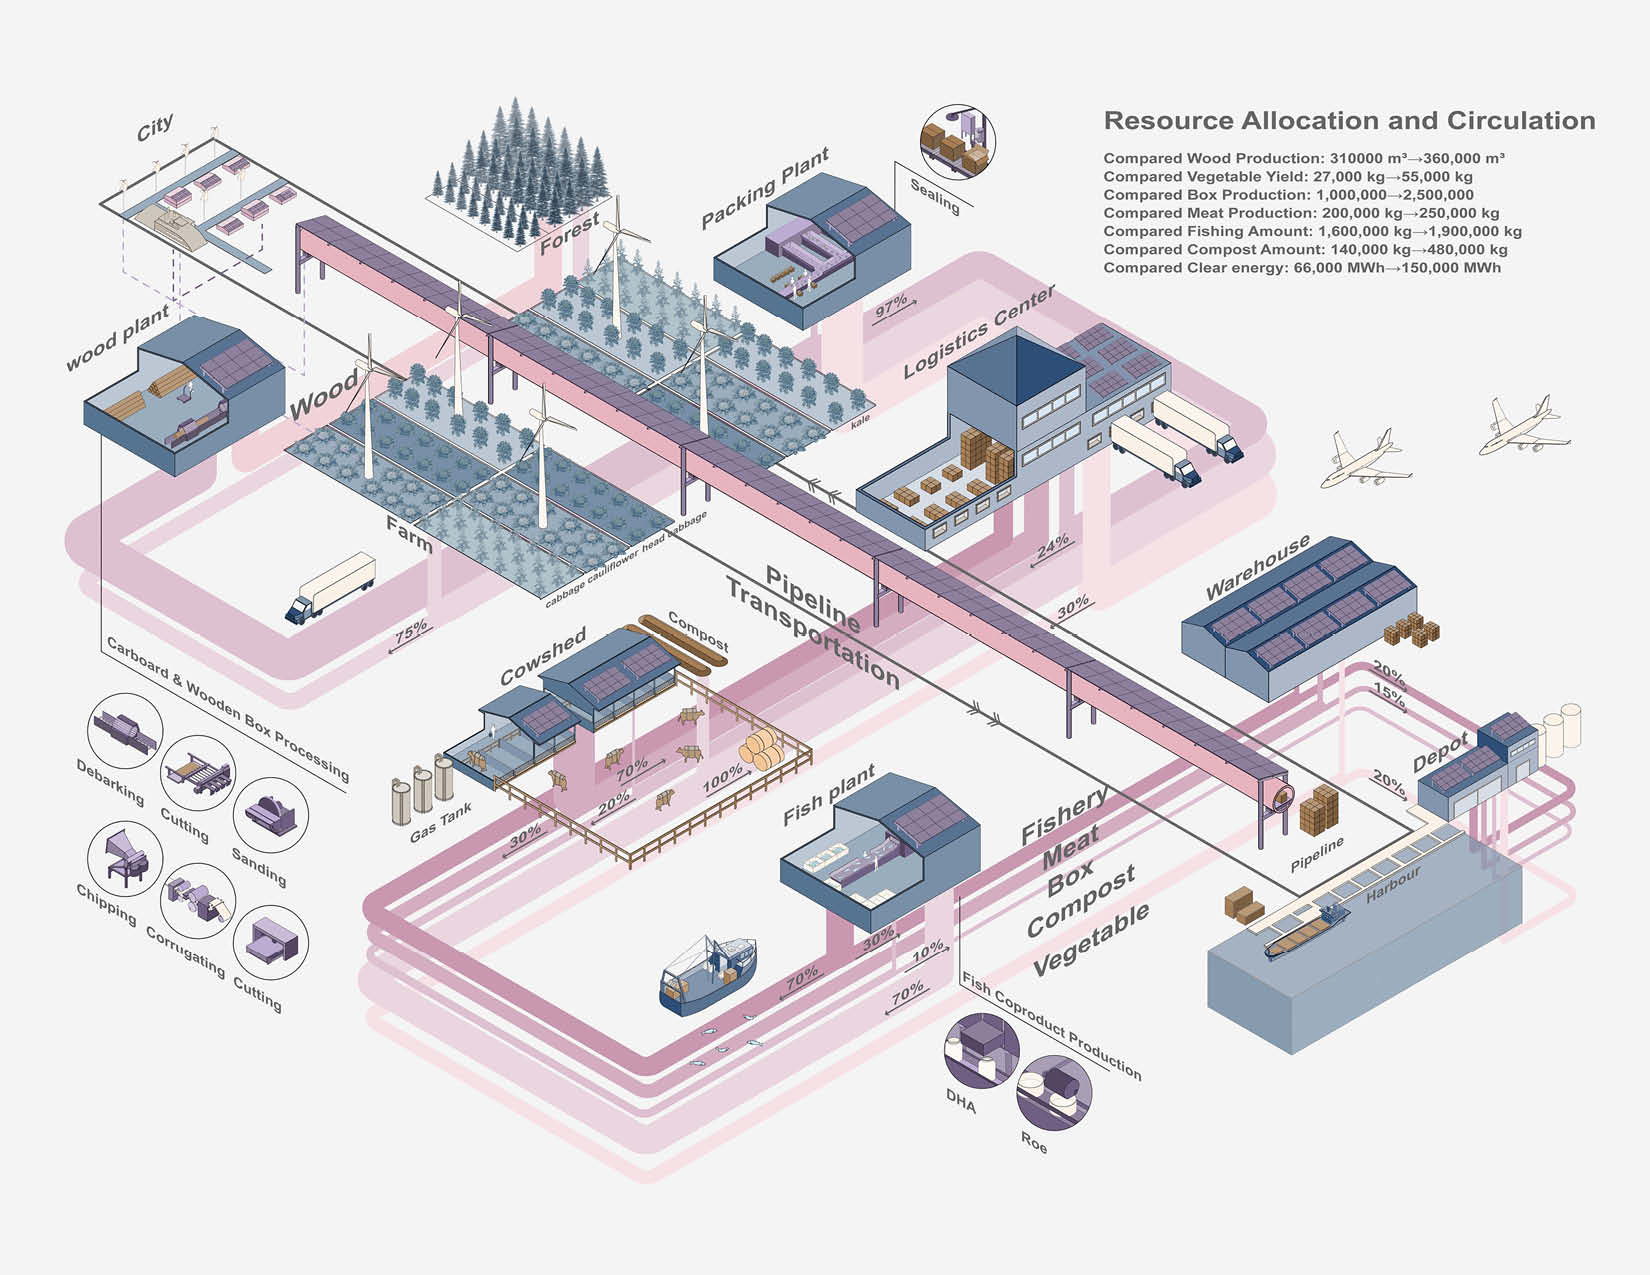 City
Forest
Packing Plant
Sealing
Resource Allocation and Circulation
Compared Wood Production: 310000 m³→360,000 m³
Compared Vegetable Yield: 27,000 kg→55,000 kg
Compared Box Production: 1,000,000→2,500,000
Compared Meat Production: 200,000 kg→250,000 kg
Compared Fishing Amount: 1,600,000 kg→1,900,000 kg
Compared Compost Amount: 140,000 kg→480,000 kg
Compared Clear energy: 66,000 MWh→150,000 MWh
wood plant
Wood
97%
Logistics Center
kale
Farm
cabbage cauliflower head cabbage
24%
30%
75%
Pipeline
Transportation
Warehouse
Carboard & Wooden Box Processing
Debarking
Cutting
Sanding
Chipping
Corrugating
Cutting
Cowshed
Compost
Gas Tank
70%
100%
20%
30%
Fish plant
20%
15%
20%
Depot
Pipeline
Harbour
Fishery
Meat
Box
Compost
Vegetable
30%
10%
70%
70%
Fish Coproduct Production
DHA
Roe